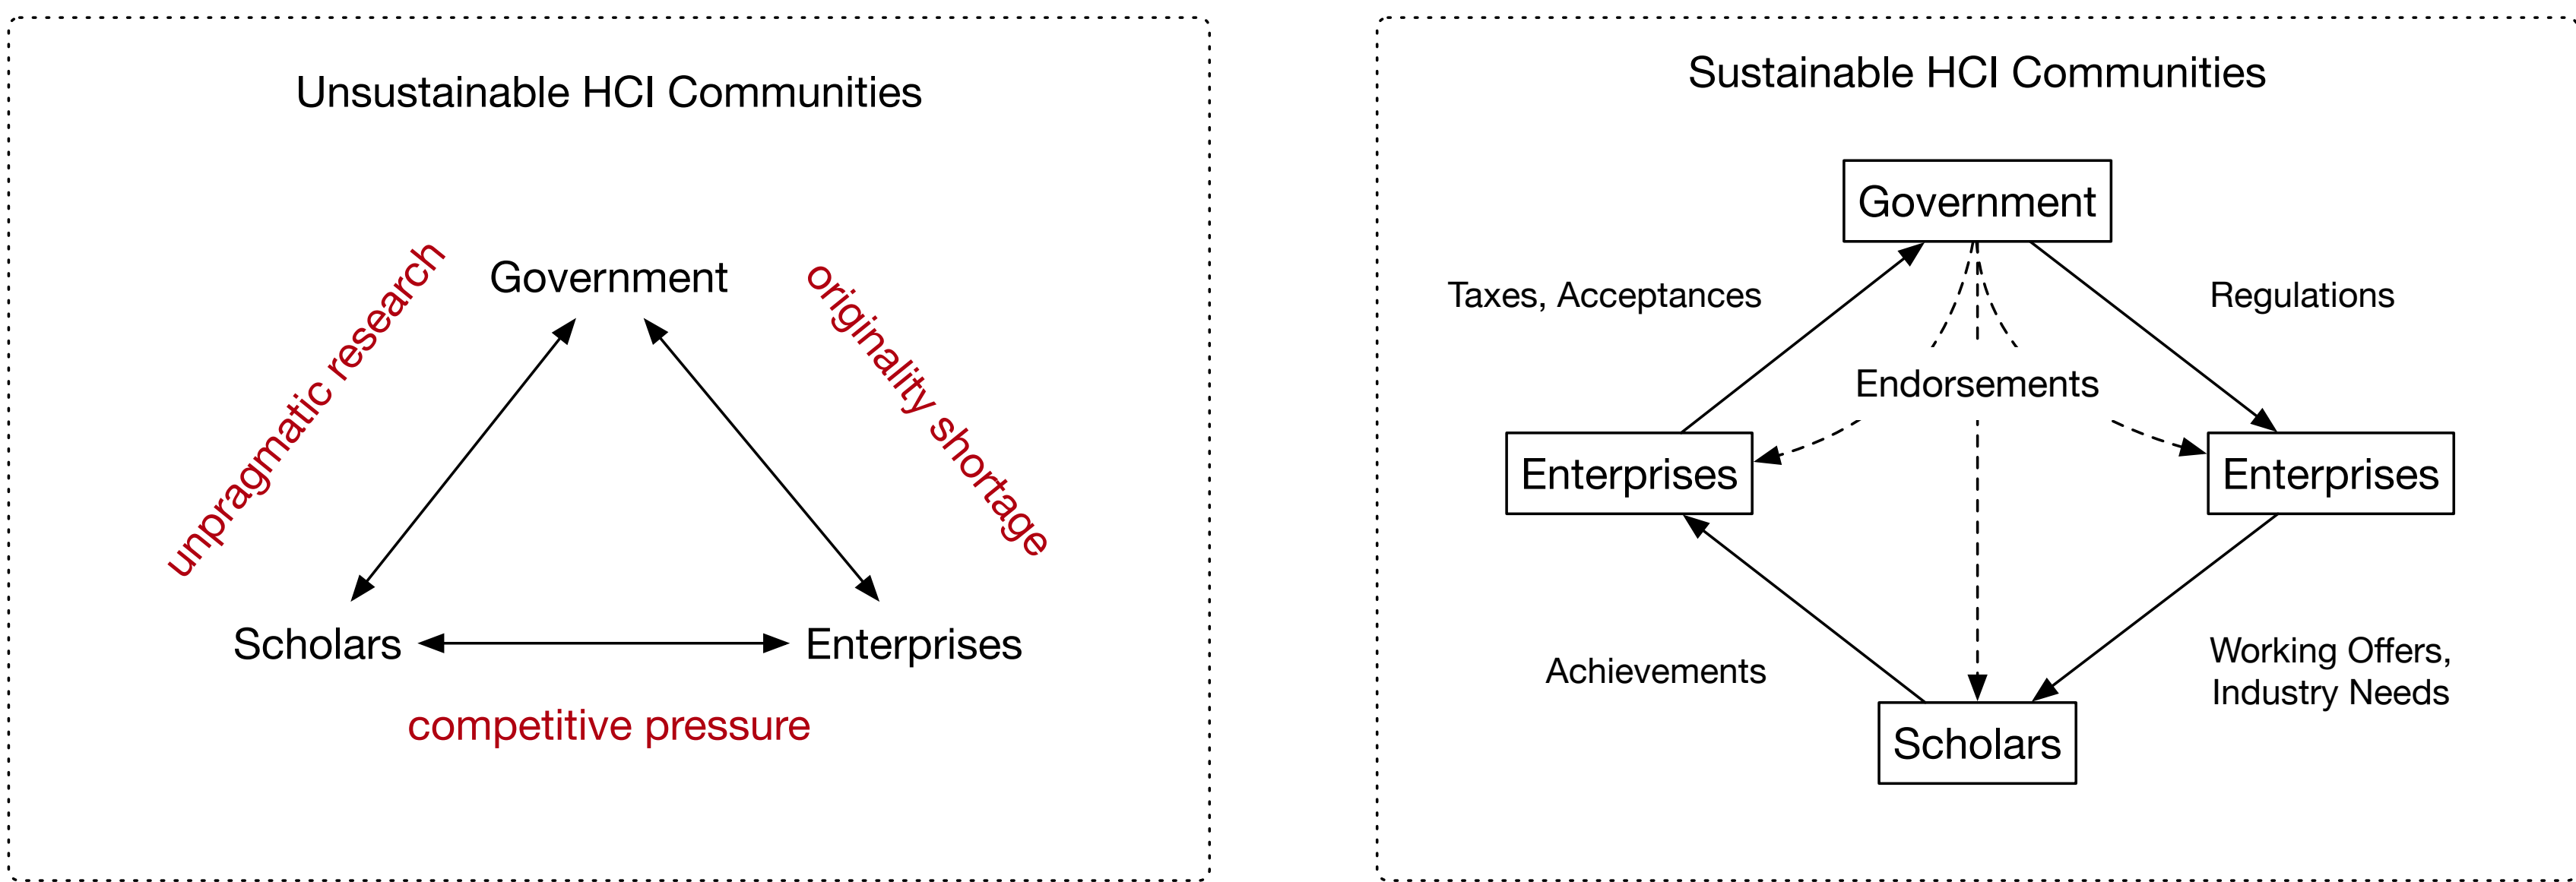 Unsustainable HCI Communities
unpragmatic research
Government
originality shortage
Scholars
Enterprises
competitive pressure
Sustainable HCI Communities
Government
Taxes, Acceptances
Regulations
Endorsements
Enterprises
Enterprises
Achievements
Working Offers,
Industry Needs
Scholars